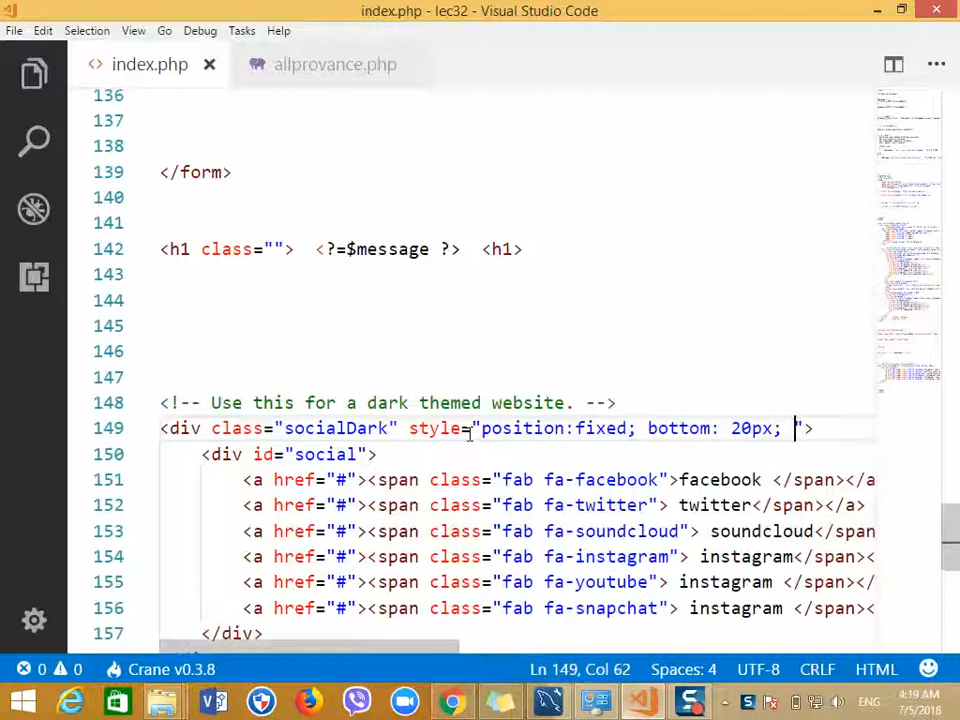 index.php - lec32 - Visual Studio Code
File Edit Selection View Go Debug Tasks Help
<> index.php × allprovance.php
136
137
138
139 </form>
140
141
142 <h1 class=""> <?=$message ?> <h1>
143
144
145
146
147
148 <!-- Use this for a dark themed website. -->
149 <div class="socialDark" style="position:fixed; bottom: 20px; ">
150 <div id="social">
151 <a href="#"><span class="fab fa-facebook">facebook </span></a
152 <a href="#"><span class="fab fa-twitter"> twitter</span></a>
153 <a href="#"><span class="fab fa-soundcloud"> soundcloud</span
154 <a href="#"><span class="fab fa-instagram"> instagram</span><
155 <a href="#"><span class="fab fa-youtube"> instagram </span></
156 <a href="#"><span class="fab fa-snapchat"> instagram </span><
157 </div>
0 0 Crane v0.3.8 Ln 149, Col 62 Spaces: 4 UTF-8 CRLF HTML
ENG 4:19 AM
7/5/2018